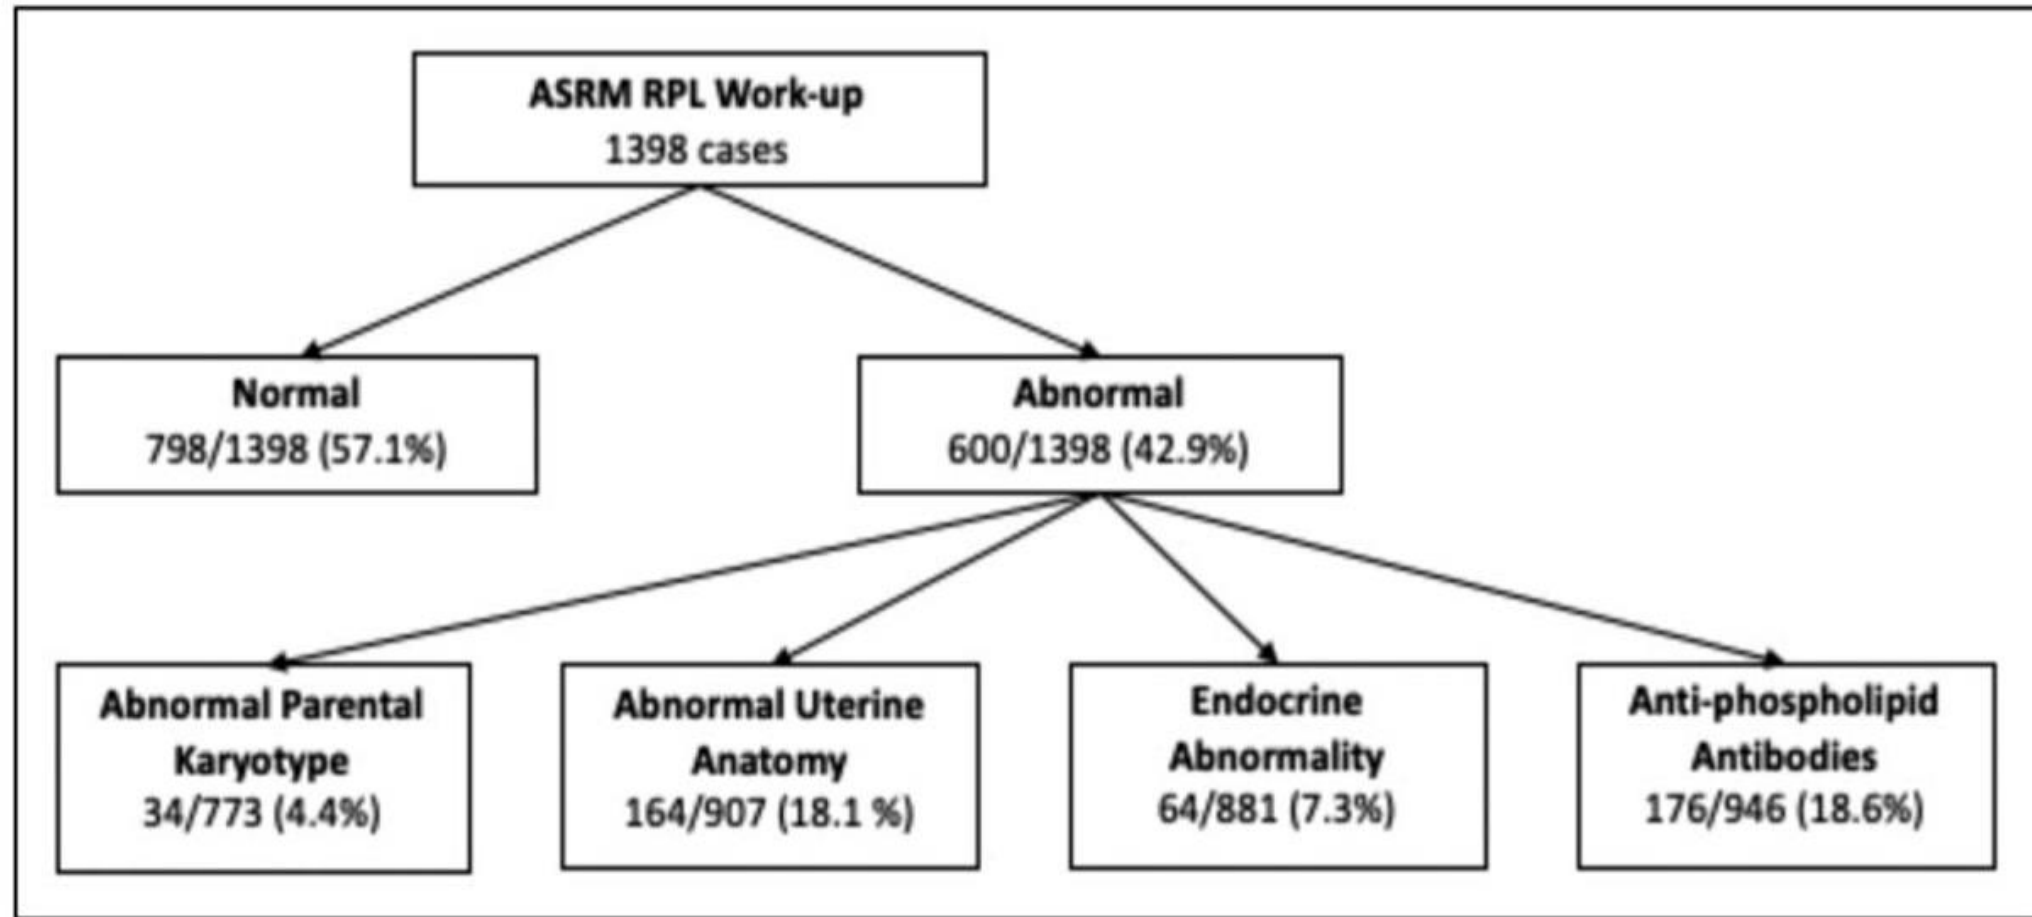 ASRM RPL Work-up
1398 cases
Normal
798/1398 (57.1%)
Abnormal
600/1398 (42.9%)
Abnormal Parental
Karyotype
34/773 (4.4%)
Abnormal Uterine
Anatomy
164/907 (18.1 %)
Endocrine
Abnormality
64/881 (7.3%)
Anti-phospholipid
Antibodies
176/946 (18.6%)